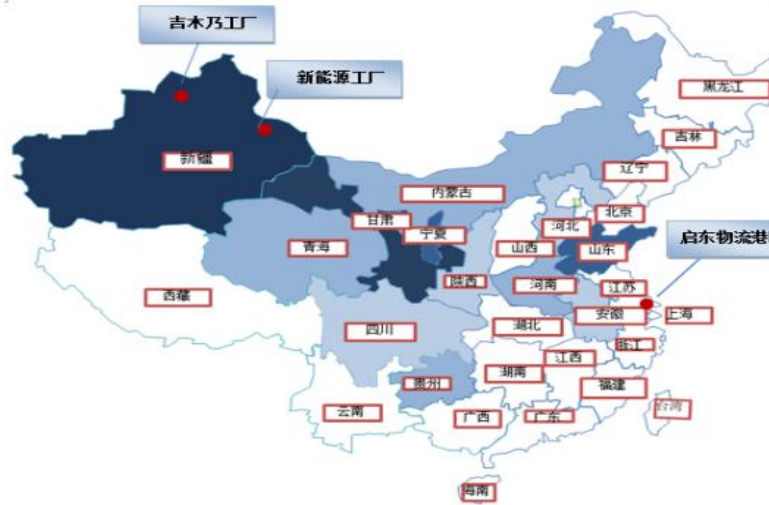 吉木乃工厂
新能源工厂
黑龙江
吉林
新疆
辽宁
内蒙古
甘肃
宁夏
河北
北京
青海
山西
山东
启东物流港
陕西
河南
江苏
西藏
安徽
上海
四川
湖北
浙江
江西
湖南
贵州
福建
云南
广西
广东
台湾
海南